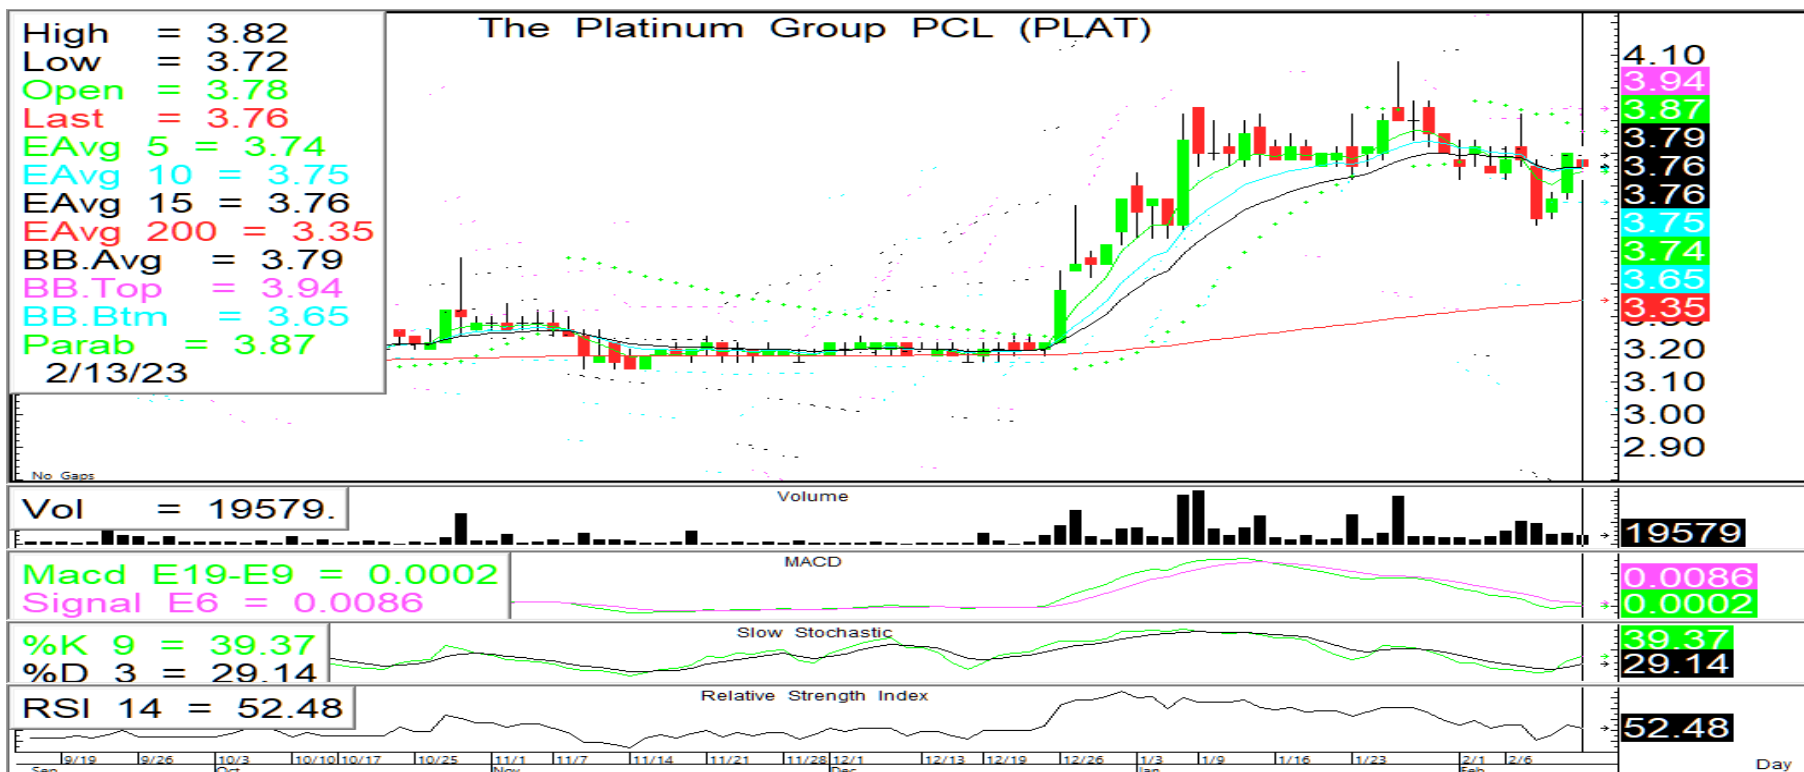 The Platinum Group PCL (PLAT)
High = 3.82
Low = 3.72
Open = 3.78
Last = 3.76
EAvg 5 = 3.74
EAvg 10 = 3.75
EAvg 15 = 3.76
EAvg 200 = 3.35
BB.Avg = 3.79
BB.Top = 3.94
BB.Btm = 3.65
Parab = 3.87
2/13/23
4.10
3.94
3.87
3.79
3.76
3.76
3.75
3.74
3.65
3.35
3.20
3.10
3.00
2.90
No Gaps
Volume
Vol = 19579.
19579
MACD
Macd E19-E9 = 0.0002
Signal E6 = 0.0086
0.0086
0.0002
Slow Stochastic
%K 9 = 39.37
%D 3 = 29.14
39.37
29.14
Relative Strength Index
RSI 14 = 52.48
52.48
9/19 9/26 10/3 10/10 10/17 10/25 11/1 11/7 11/14 11/21 11/28 12/1 12/13 12/19 12/26 1/3 1/9 1/16 1/23 2/1 2/6
Sep Oct Nov Dec Jan Feb Day